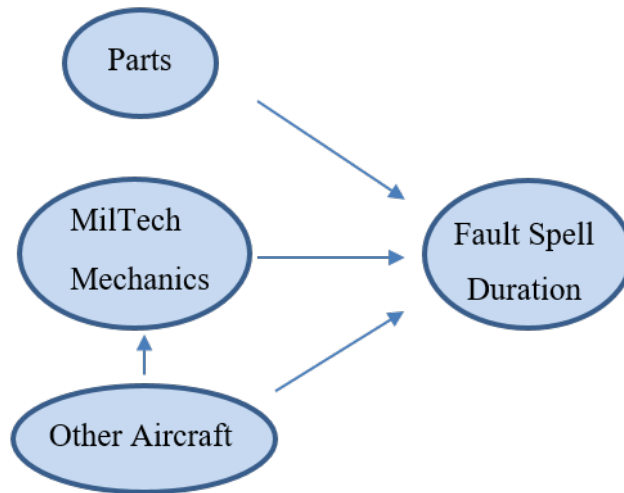 Parts
MilTech
Mechanics
Fault Spell
Duration
Other Aircraft